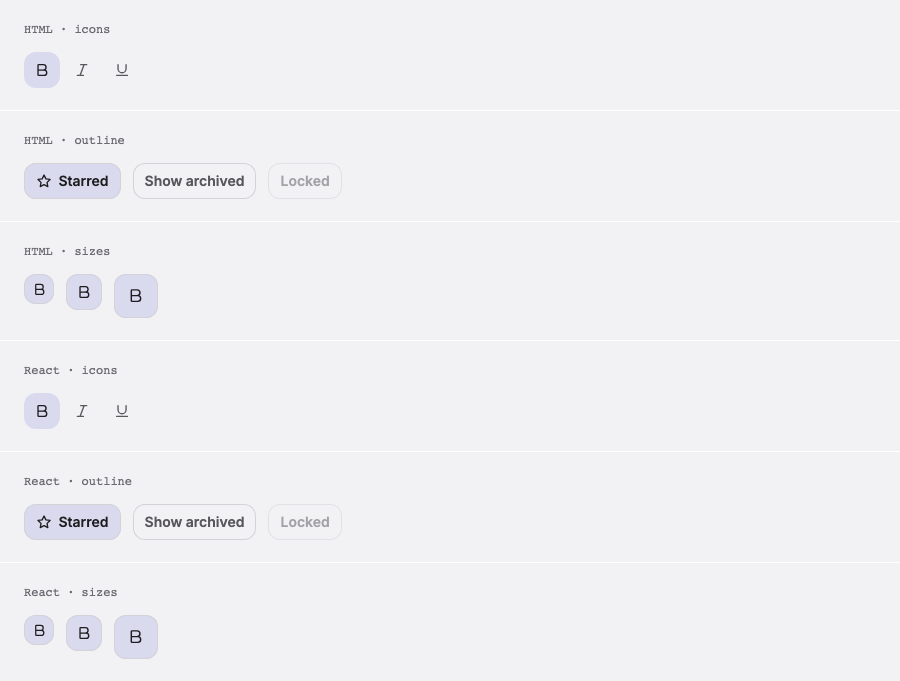 HTML · icons
B I U
HTML · outline
Starred Show archived Locked
HTML · sizes
B B B
React · icons
B I U
React · outline
Starred Show archived Locked
React · sizes
B B B